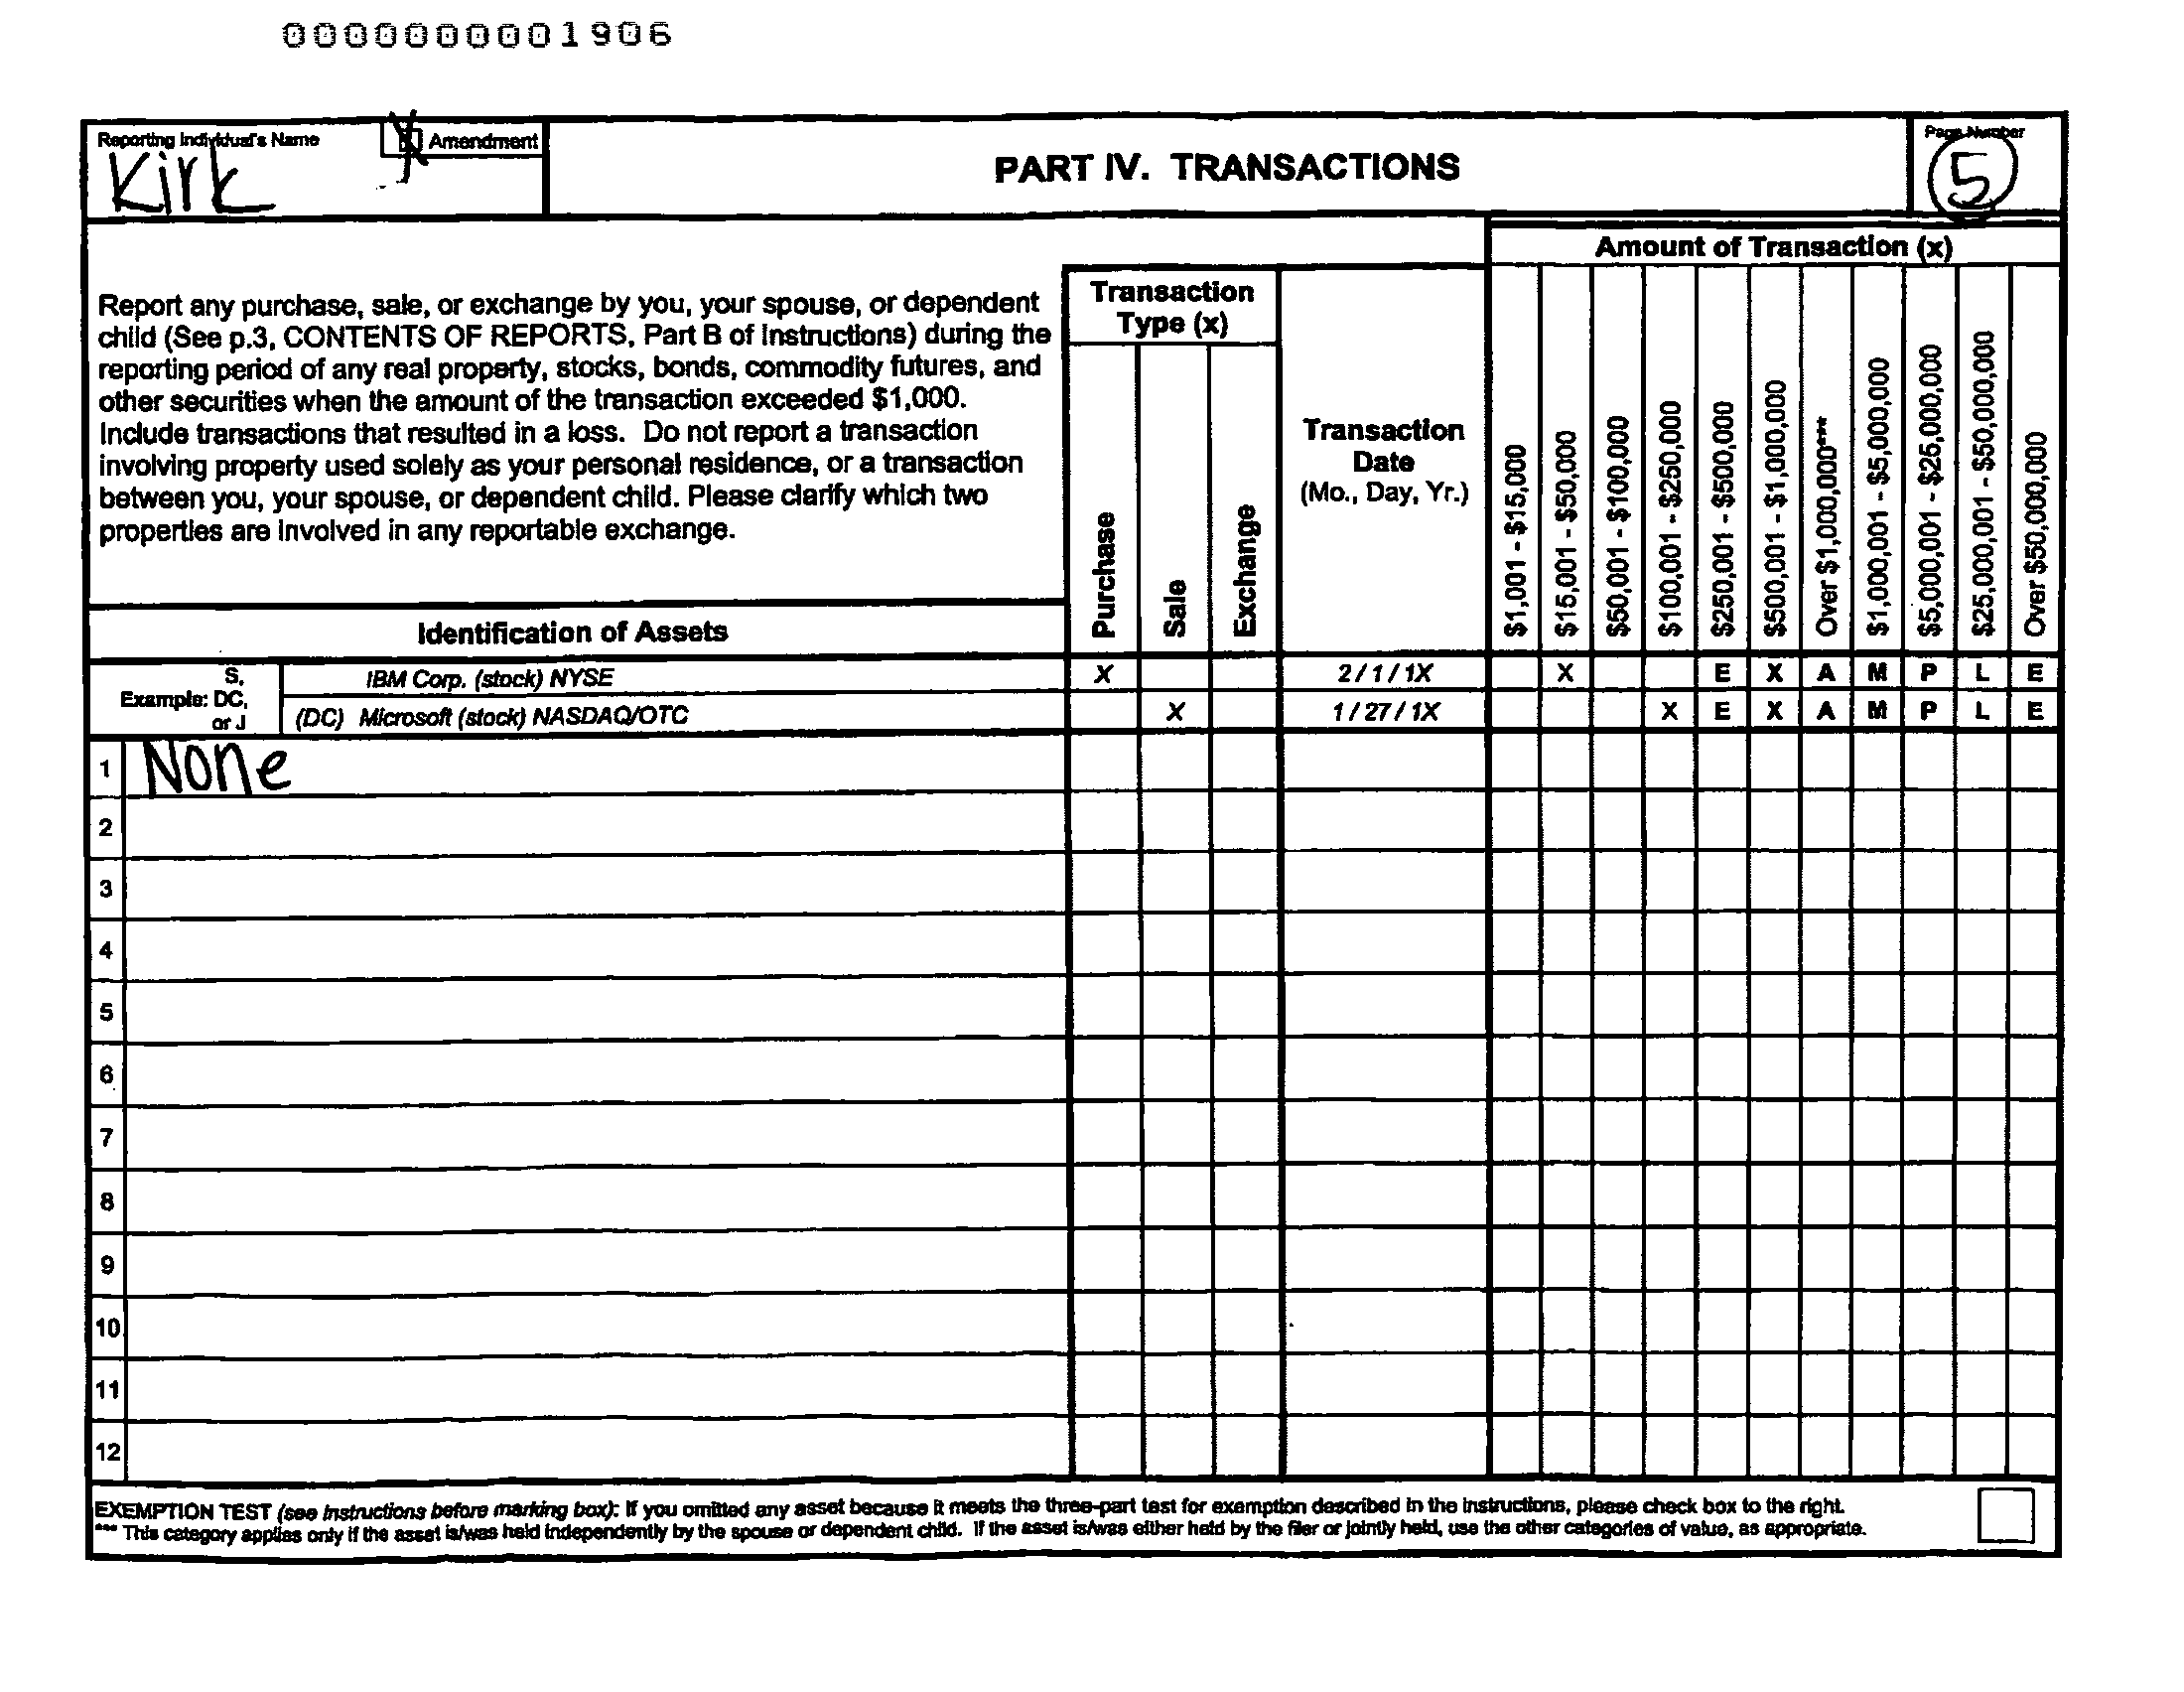 0000000001906
Reporting Individual's Name
Amendment
Kirk
PART IV. TRANSACTIONS
Page Number
5
Amount of Transaction (x)
Report any purchase, sale, or exchange by you, your spouse, or dependent
child (See p.3, CONTENTS OF REPORTS, Part B of Instructions) during the
reporting period of any real property, stocks, bonds, commodity futures, and
other securities when the amount of the transaction exceeded $1,000.
Include transactions that resulted in a loss. Do not report a transaction
involving property used solely as your personal residence, or a transaction
between you, your spouse, or dependent child. Please clarify which two
properties are involved in any reportable exchange.
Transaction
Type (x)
Purchase
Sale
Exchange
Transaction
Date
(Mo., Day, Yr.)
$1,001 - $15,000
$15,001 - $50,000
$50,001 - $100,000
$100,001 - $250,000
$250,001 - $500,000
$500,001 - $1,000,000
Over $1,000,000***
$1,000,001 - $5,000,000
$5,000,001 - $25,000,000
$25,000,001 - $50,000,000
Over $50,000,000
Identification of Assets
S,
Example: DC,
or J
IBM Corp. (stock) NYSE X 2 / 1 / 1X X E X A M P L E
(DC) Microsoft (stock) NASDAQ/OTC X 1 / 27 / 1X X E X A M P L E
1 None
2
3
4
5
6
7
8
9
10
11
12
EXEMPTION TEST (see instructions before marking box): If you omitted any asset because it meets the three-part test for exemption described in the instructions, please check box to the right.
*** This category applies only if the asset is/was held independently by the spouse or dependent child. If the asset is/was either held by the filer or jointly held, use the other categories of value, as appropriate.